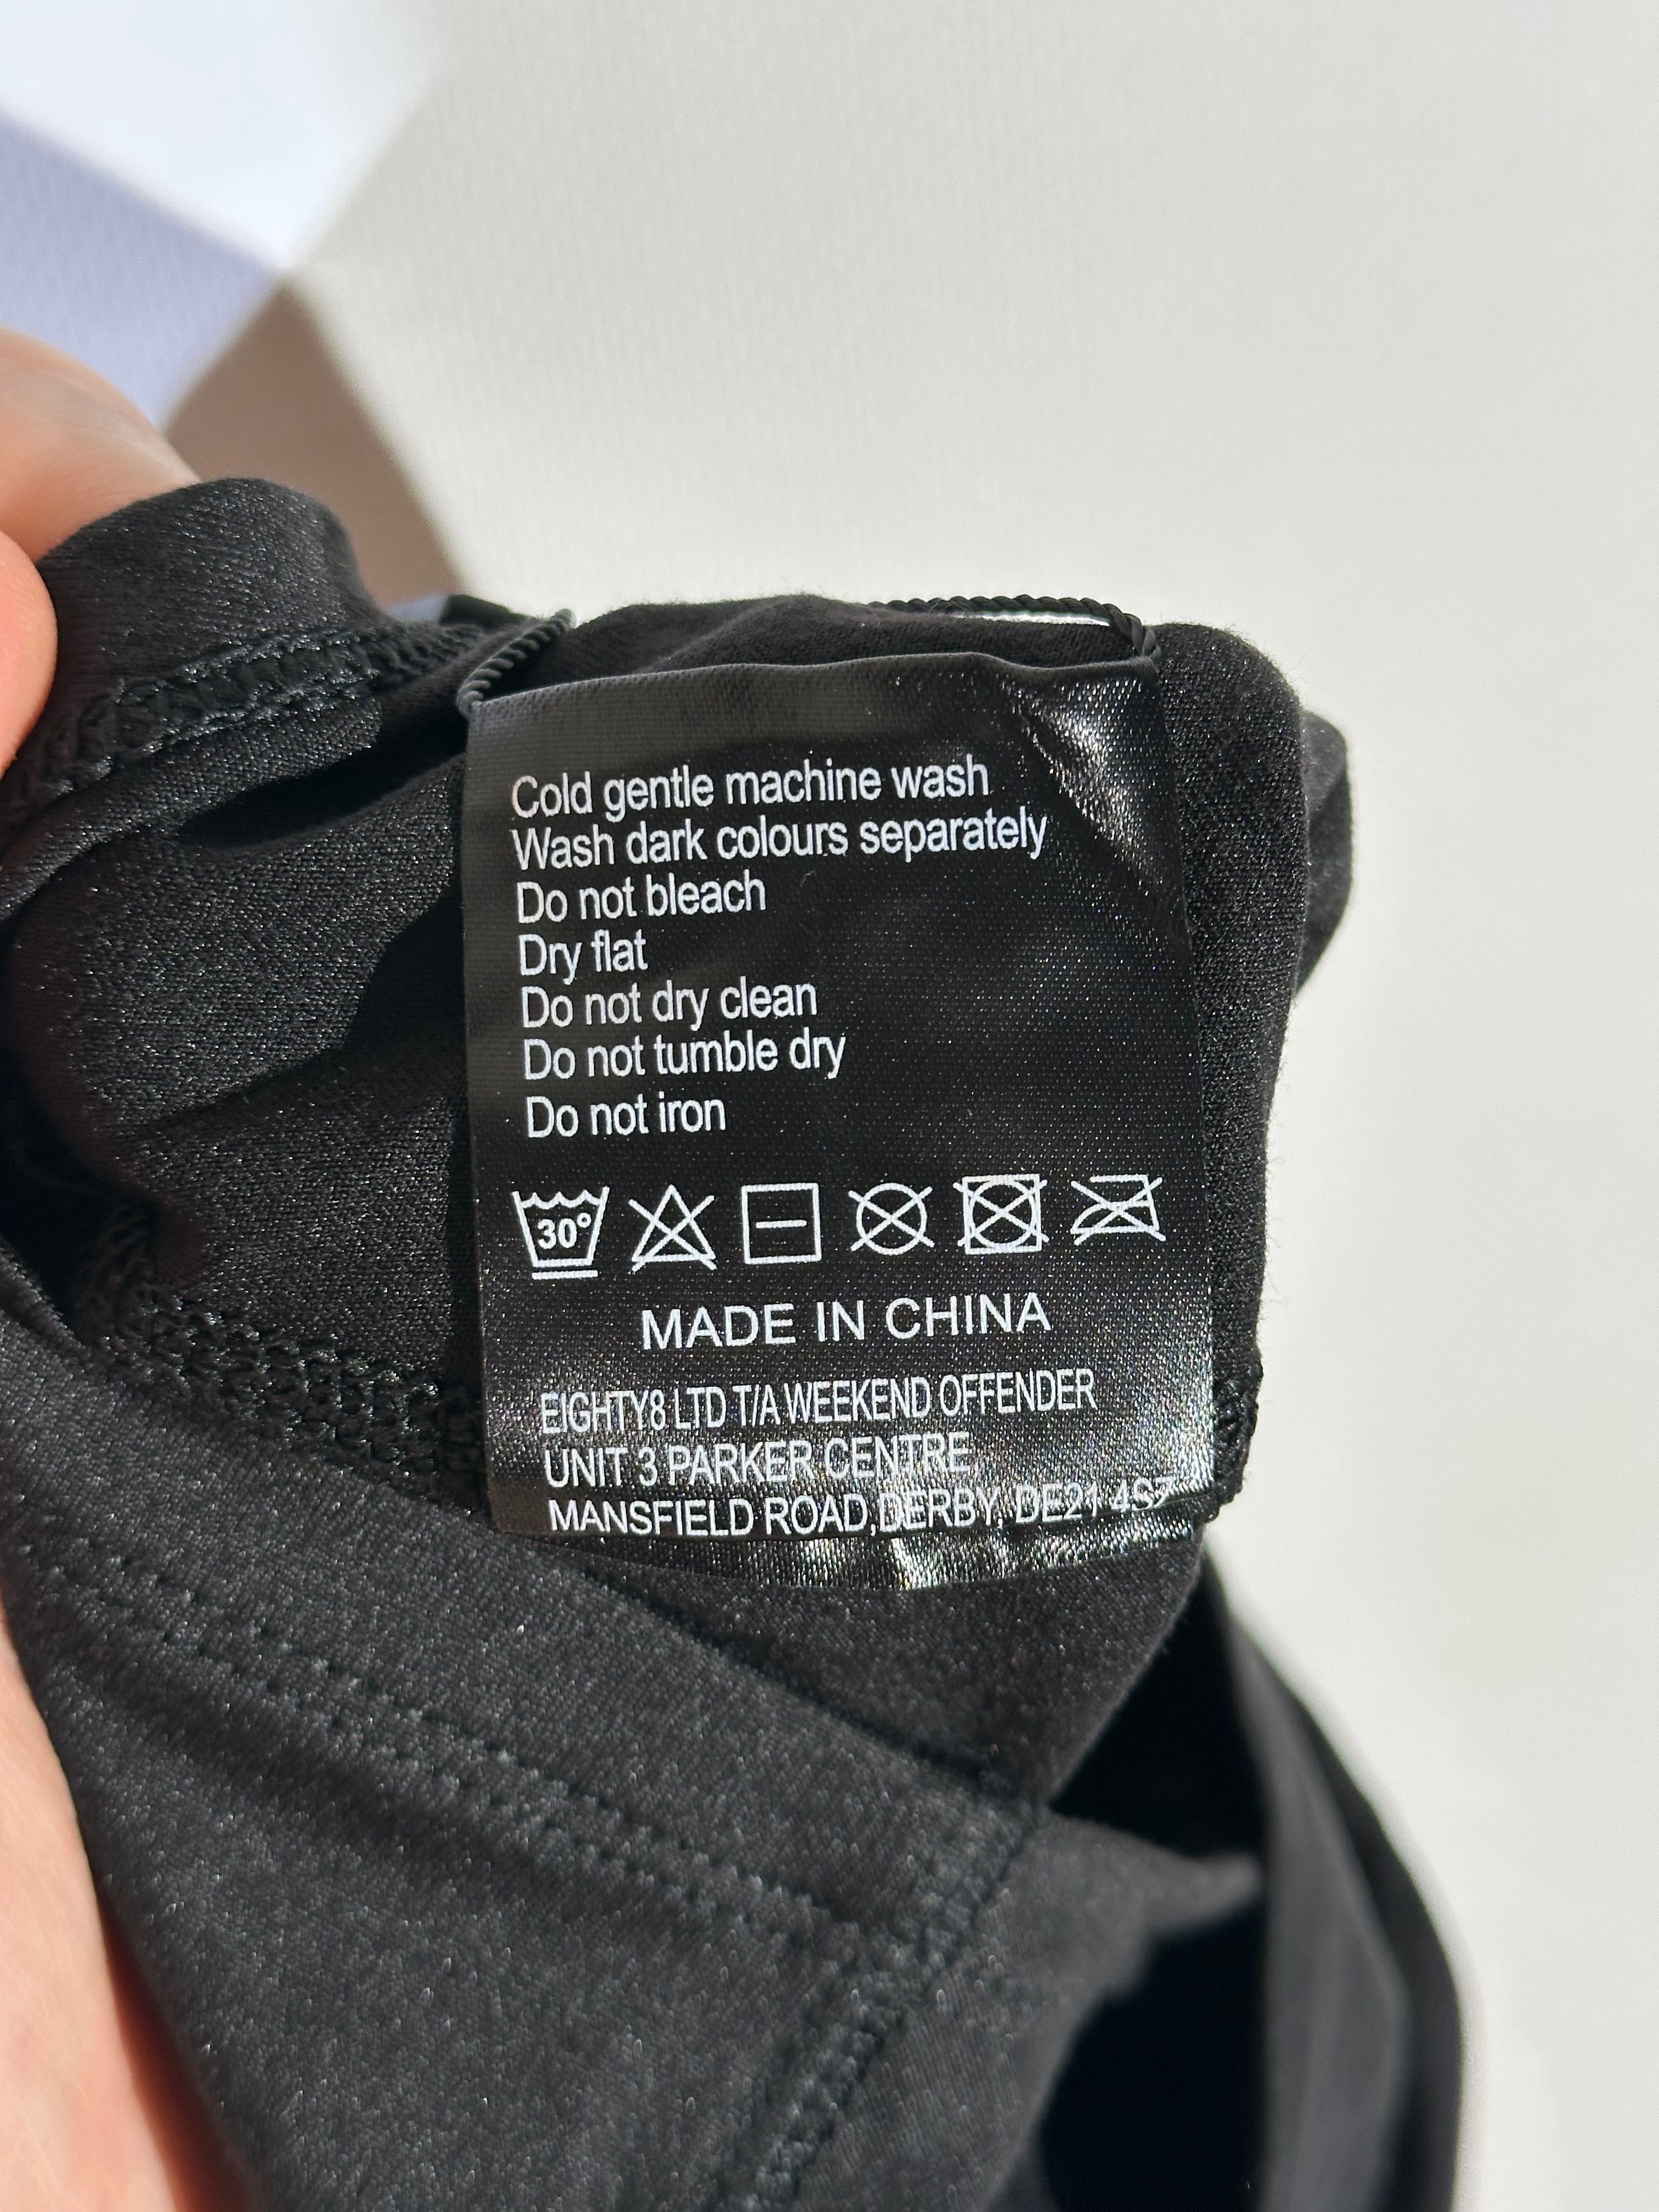 Cold gentle machine wash
Wash dark colours separately
Do not bleach
Dry flat
Do not dry clean
Do not tumble dry
Do not iron
30°
MADE IN CHINA
EIGHTY8 LTD T/A WEEKEND OFFENDER
UNIT 3 PARKER CENTRE,
MANSFIELD ROAD,DERBY, DE21 4SZ